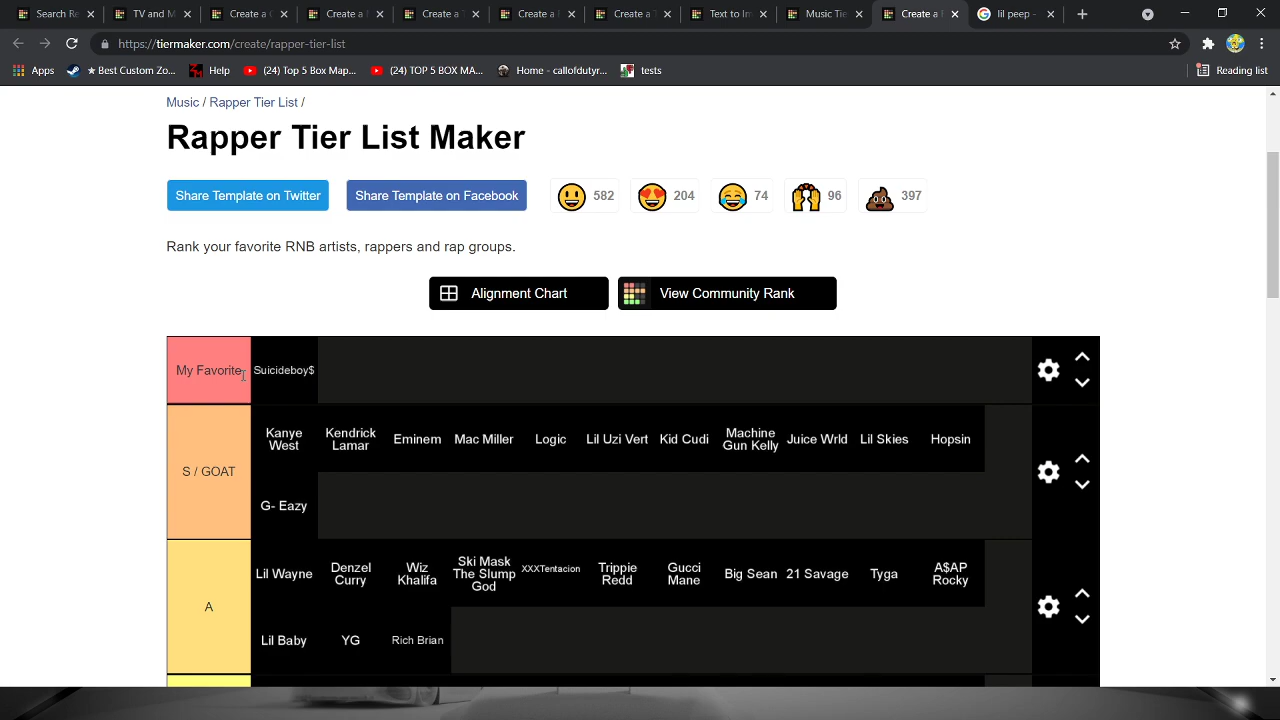 Search Re
TV and M
Create a C
Create a N
Create a T
Create a F
Create a T
Text to Im
Music Tie
Create a F
lil peep -
https://tiermaker.com/create/rapper-tier-list
Apps
★ Best Custom Zo...
Help
(24) Top 5 Box Map...
(24) TOP 5 BOX MA...
Home - callofdutyr...
tests
Reading list
Music / Rapper Tier List /
Rapper Tier List Maker
Share Template on Twitter
Share Template on Facebook
582
204
74
96
397
Rank your favorite RNB artists, rappers and rap groups.
Alignment Chart
View Community Rank
My Favorite
Suicideboy$
S / GOAT
Kanye
West
Kendrick
Lamar
Eminem
Mac Miller
Logic
Lil Uzi Vert
Kid Cudi
Machine
Gun Kelly
Juice Wrld
Lil Skies
Hopsin
G- Eazy
A
Lil Wayne
Denzel
Curry
Wiz
Khalifa
Ski Mask
The Slump
God
XXXTentacion
Trippie
Redd
Gucci
Mane
Big Sean
21 Savage
Tyga
A$AP
Rocky
Lil Baby
YG
Rich Brian